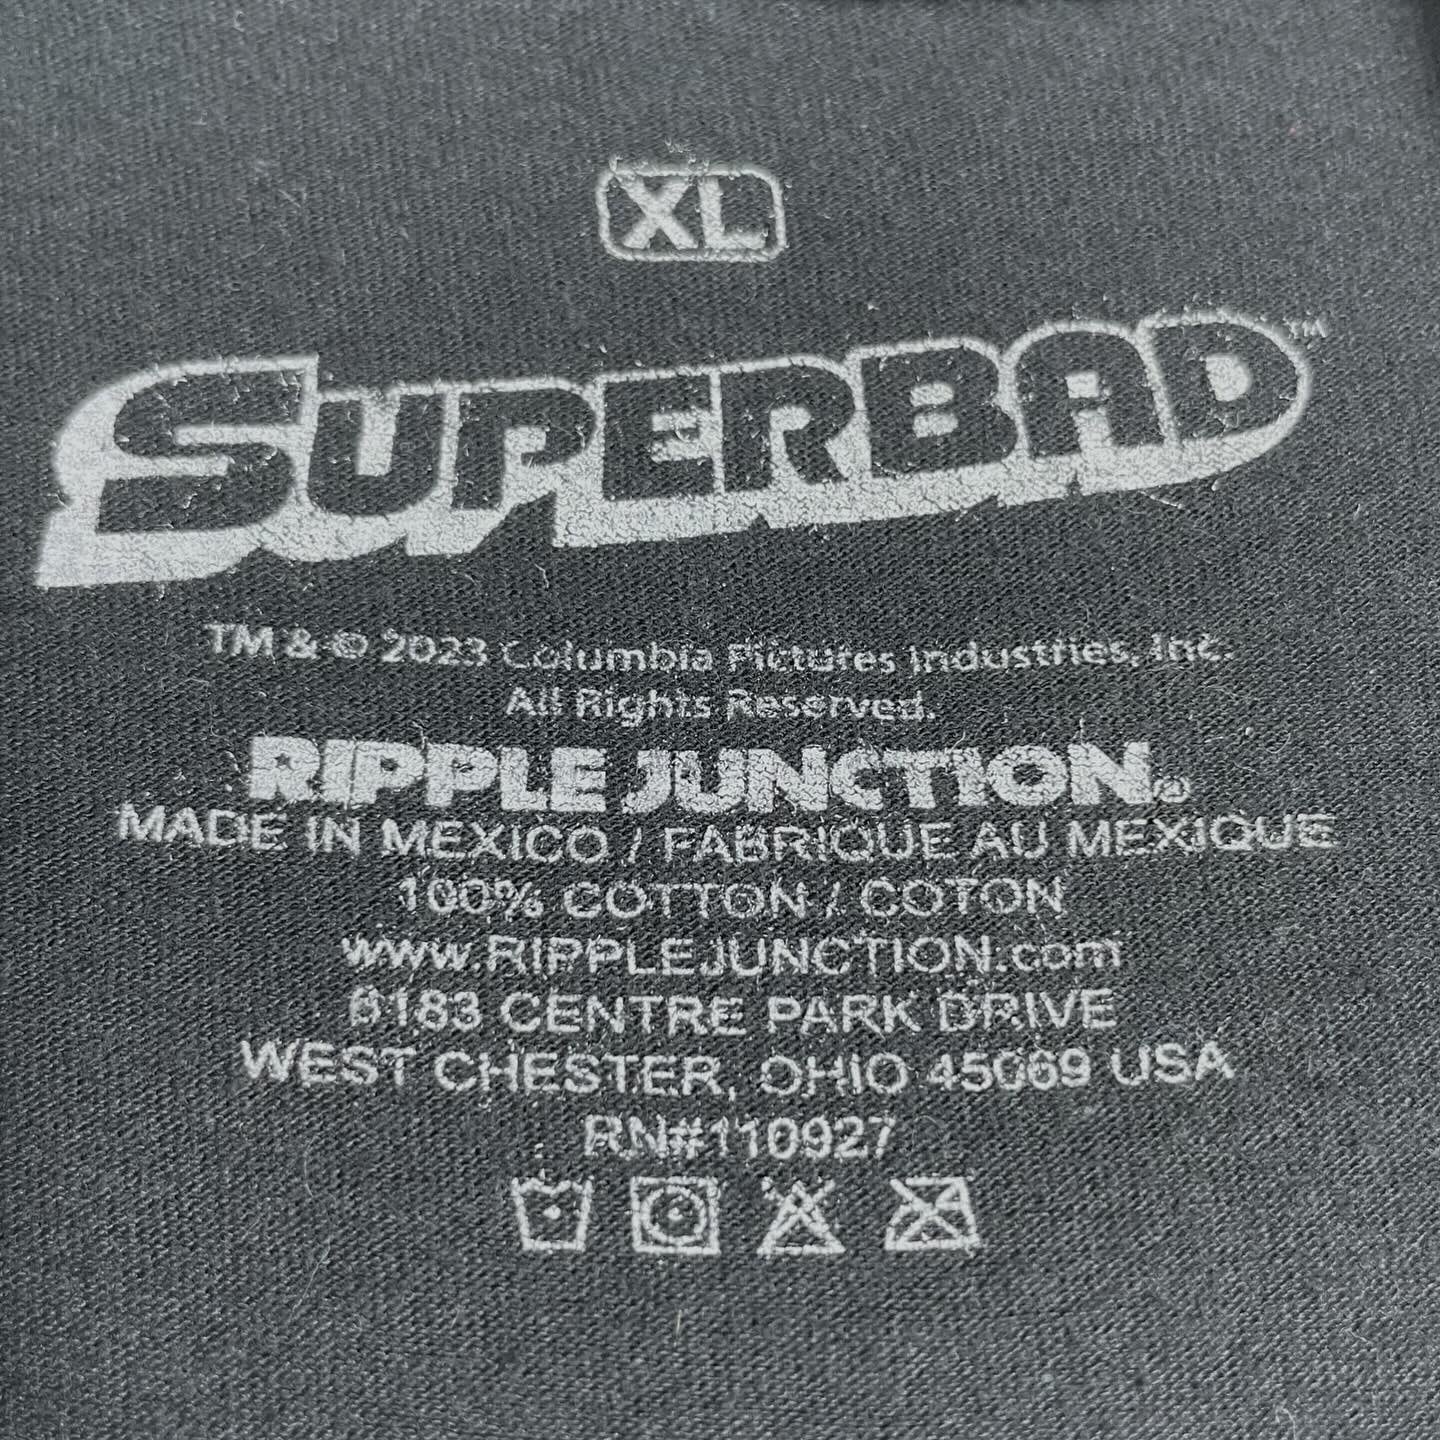 XL
SUPERBAD™
TM & © 2023 Columbia Pictures Industries, Inc.
All Rights Reserved.
RIPPLE JUNCTION®
MADE IN MEXICO / FABRIQUE AU MEXIQUE
100% COTTON / COTON
www.RIPPLEJUNCTION.com
6183 CENTRE PARK DRIVE
WEST CHESTER, OHIO 45069 USA
RN#110927